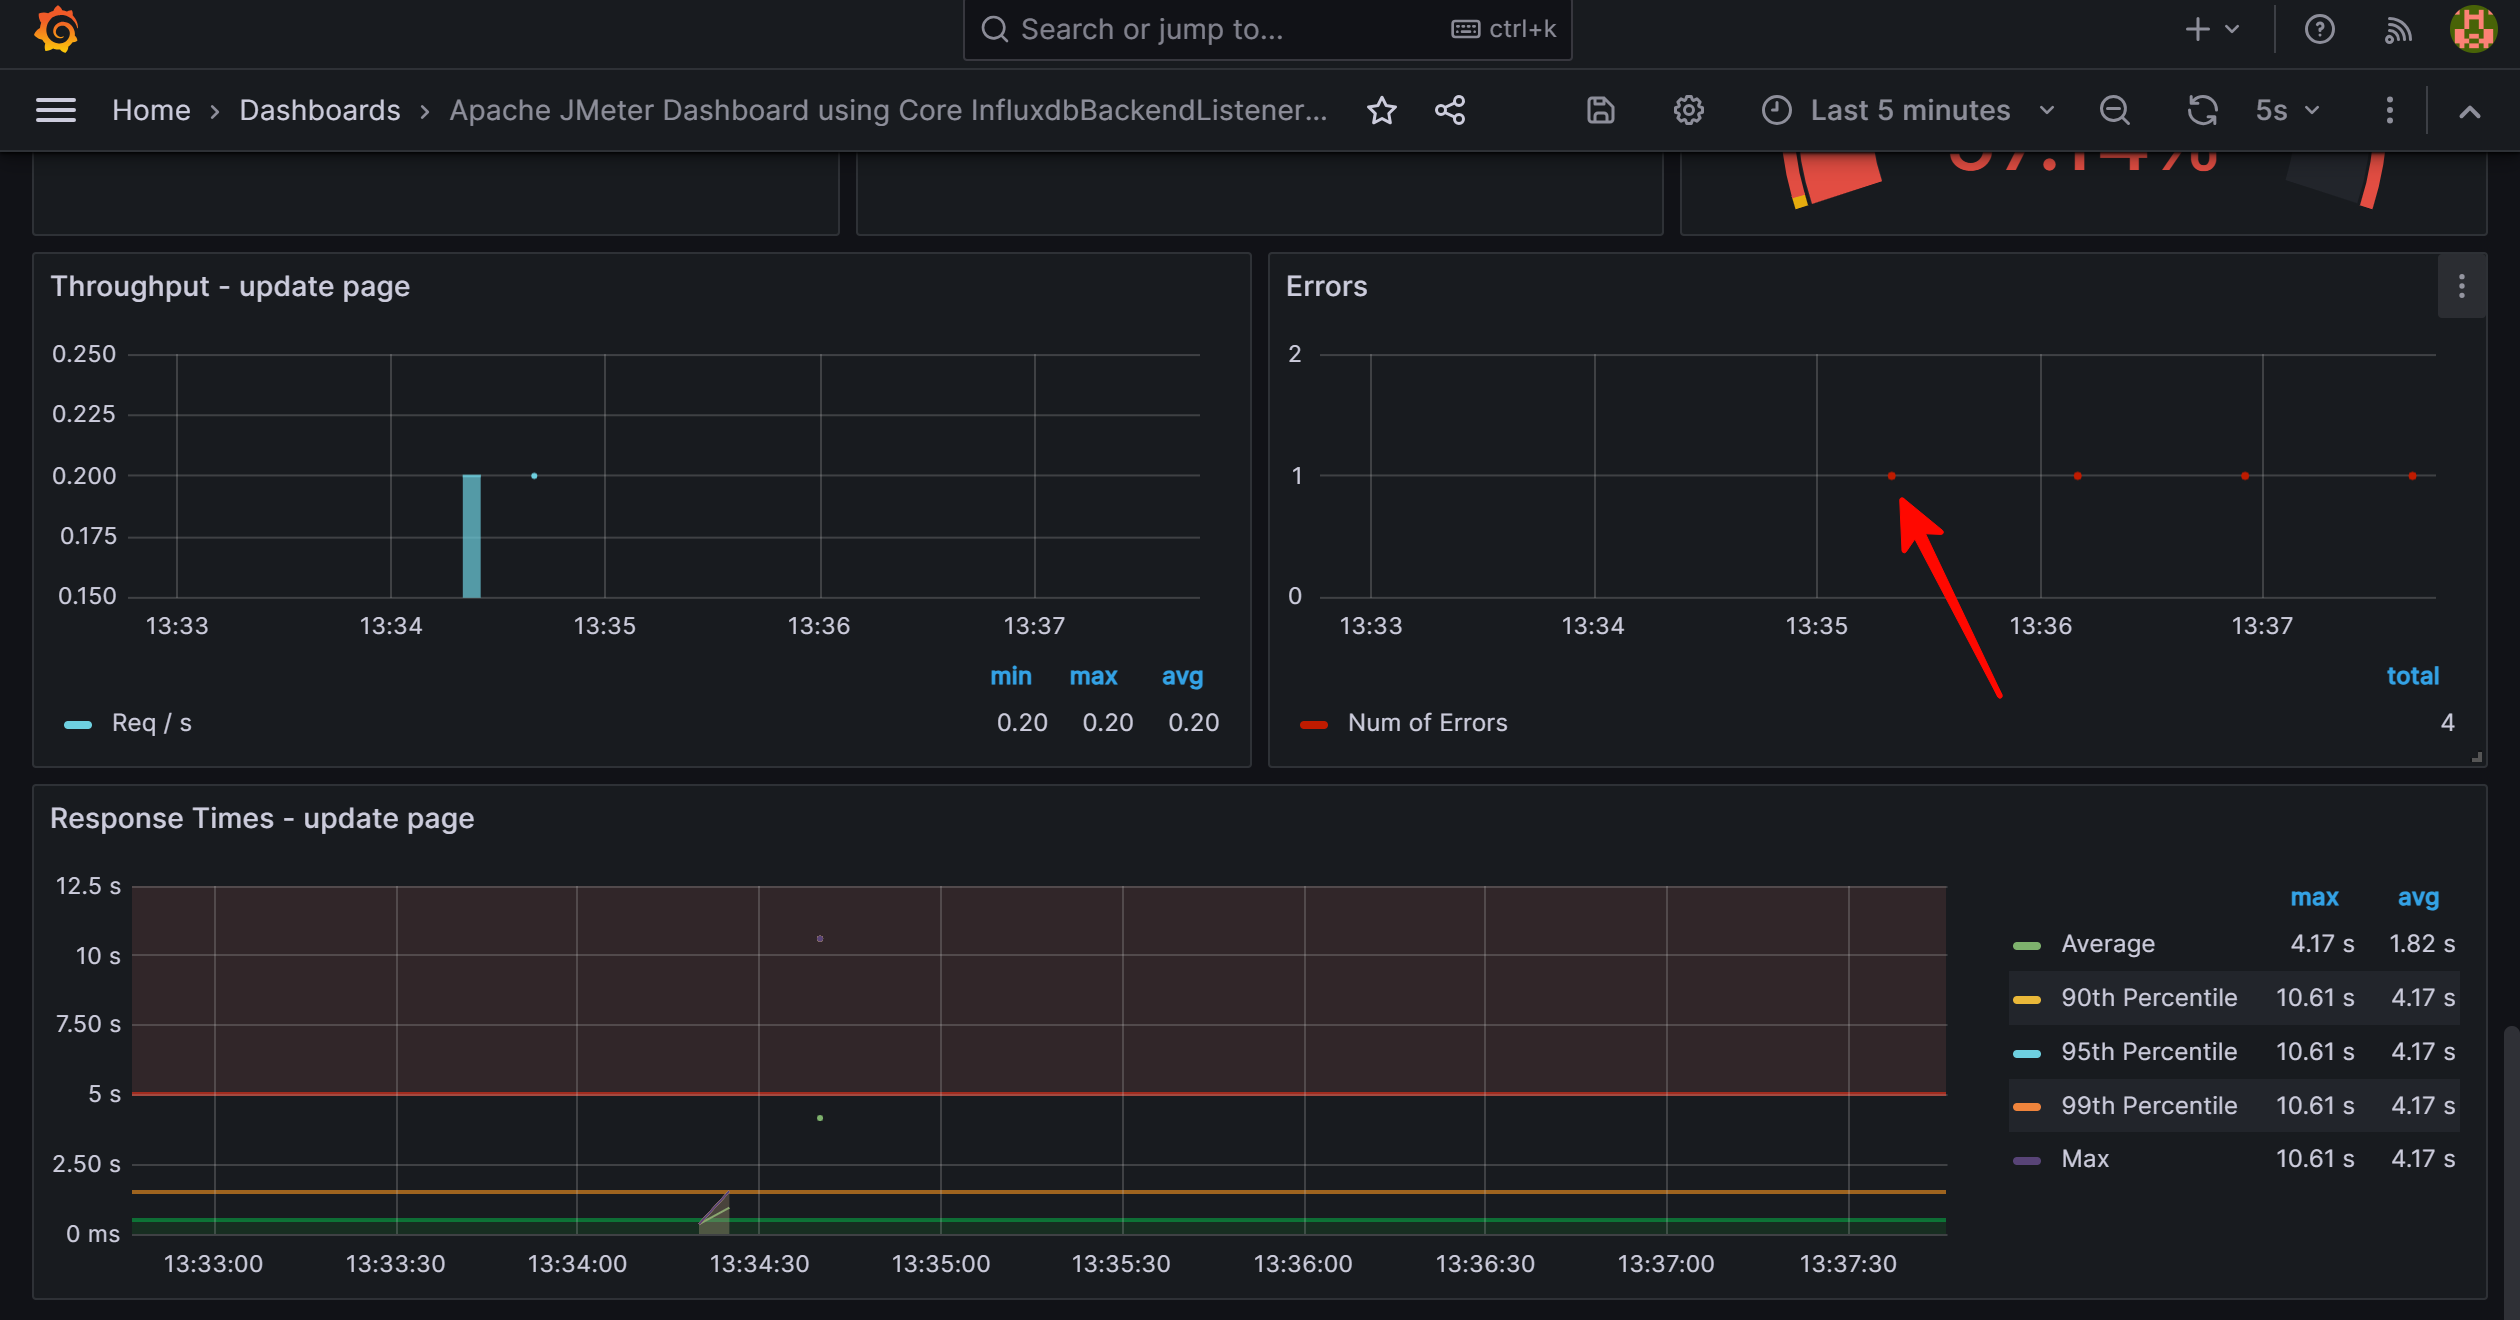 Search or jump to...
ctrl+k
Home › Dashboards › Apache JMeter Dashboard using Core InfluxdbBackendListener...
Last 5 minutes
5s
Throughput - update page
0.250
0.225
0.200
0.175
0.150
13:33 13:34 13:35 13:36 13:37
min max avg
Req / s 0.20 0.20 0.20
Errors
2
1
0
13:33 13:34 13:35 13:36 13:37
total
Num of Errors 4
Response Times - update page
12.5 s
10 s
7.50 s
5 s
2.50 s
0 ms
13:33:00 13:33:30 13:34:00 13:34:30 13:35:00 13:35:30 13:36:00 13:36:30 13:37:00 13:37:30
max avg
Average 4.17 s 1.82 s
90th Percentile 10.61 s 4.17 s
95th Percentile 10.61 s 4.17 s
99th Percentile 10.61 s 4.17 s
Max 10.61 s 4.17 s